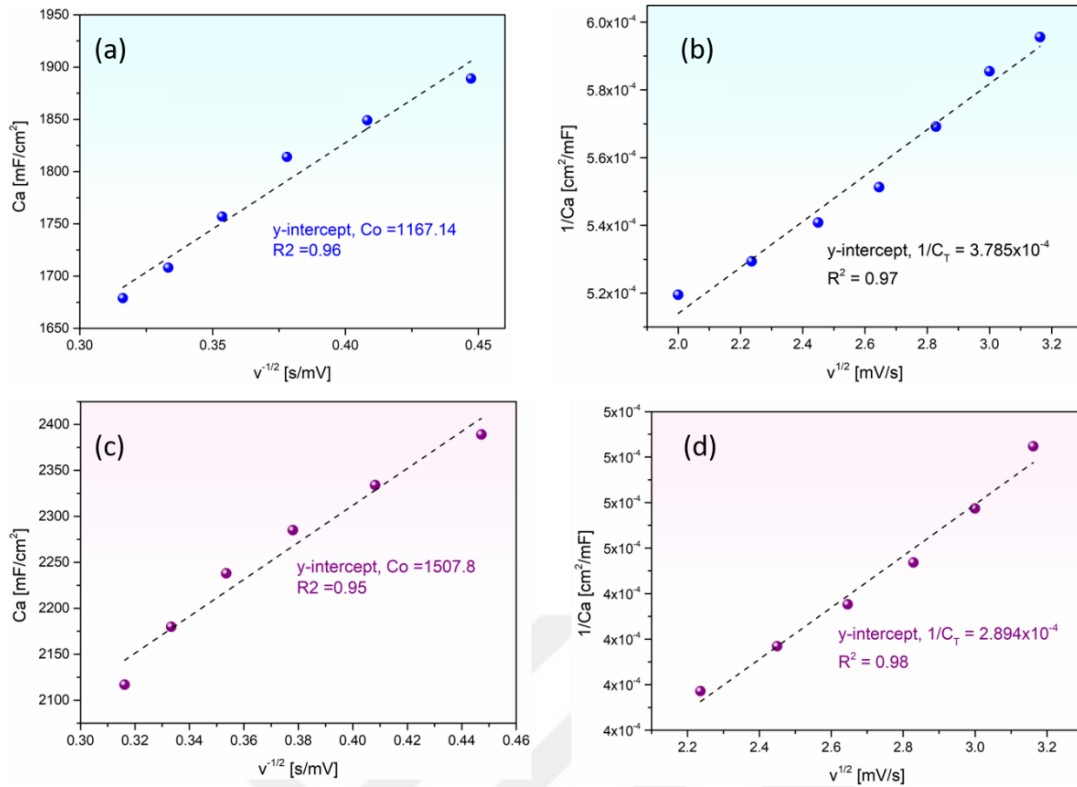 (a)
1950
1900
1850
1800
1750
1700
1650
Ca [mF/cm²]
y-intercept, Co =1167.14
R2 =0.96
0.30 0.35 0.40 0.45
v⁻¹/² [s/mV]
(b)
6.0x10⁻⁴
5.8x10⁻⁴
5.6x10⁻⁴
5.4x10⁻⁴
5.2x10⁻⁴
1/Ca [cm²/mF]
y-intercept, 1/C_T = 3.785x10⁻⁴
R² = 0.97
2.0 2.2 2.4 2.6 2.8 3.0 3.2
v¹/² [mV/s]
(c)
2400
2350
2300
2250
2200
2150
2100
Ca [mF/cm²]
y-intercept, Co =1507.8
R2 =0.95
0.30 0.32 0.34 0.36 0.38 0.40 0.42 0.44 0.46
v⁻¹/² [s/mV]
(d)
5x10⁻⁴
5x10⁻⁴
5x10⁻⁴
5x10⁻⁴
4x10⁻⁴
4x10⁻⁴
4x10⁻⁴
4x10⁻⁴
1/Ca [cm²/mF]
y-intercept, 1/C_T = 2.894x10⁻⁴
R² = 0.98
2.2 2.4 2.6 2.8 3.0 3.2
v¹/² [mV/s]